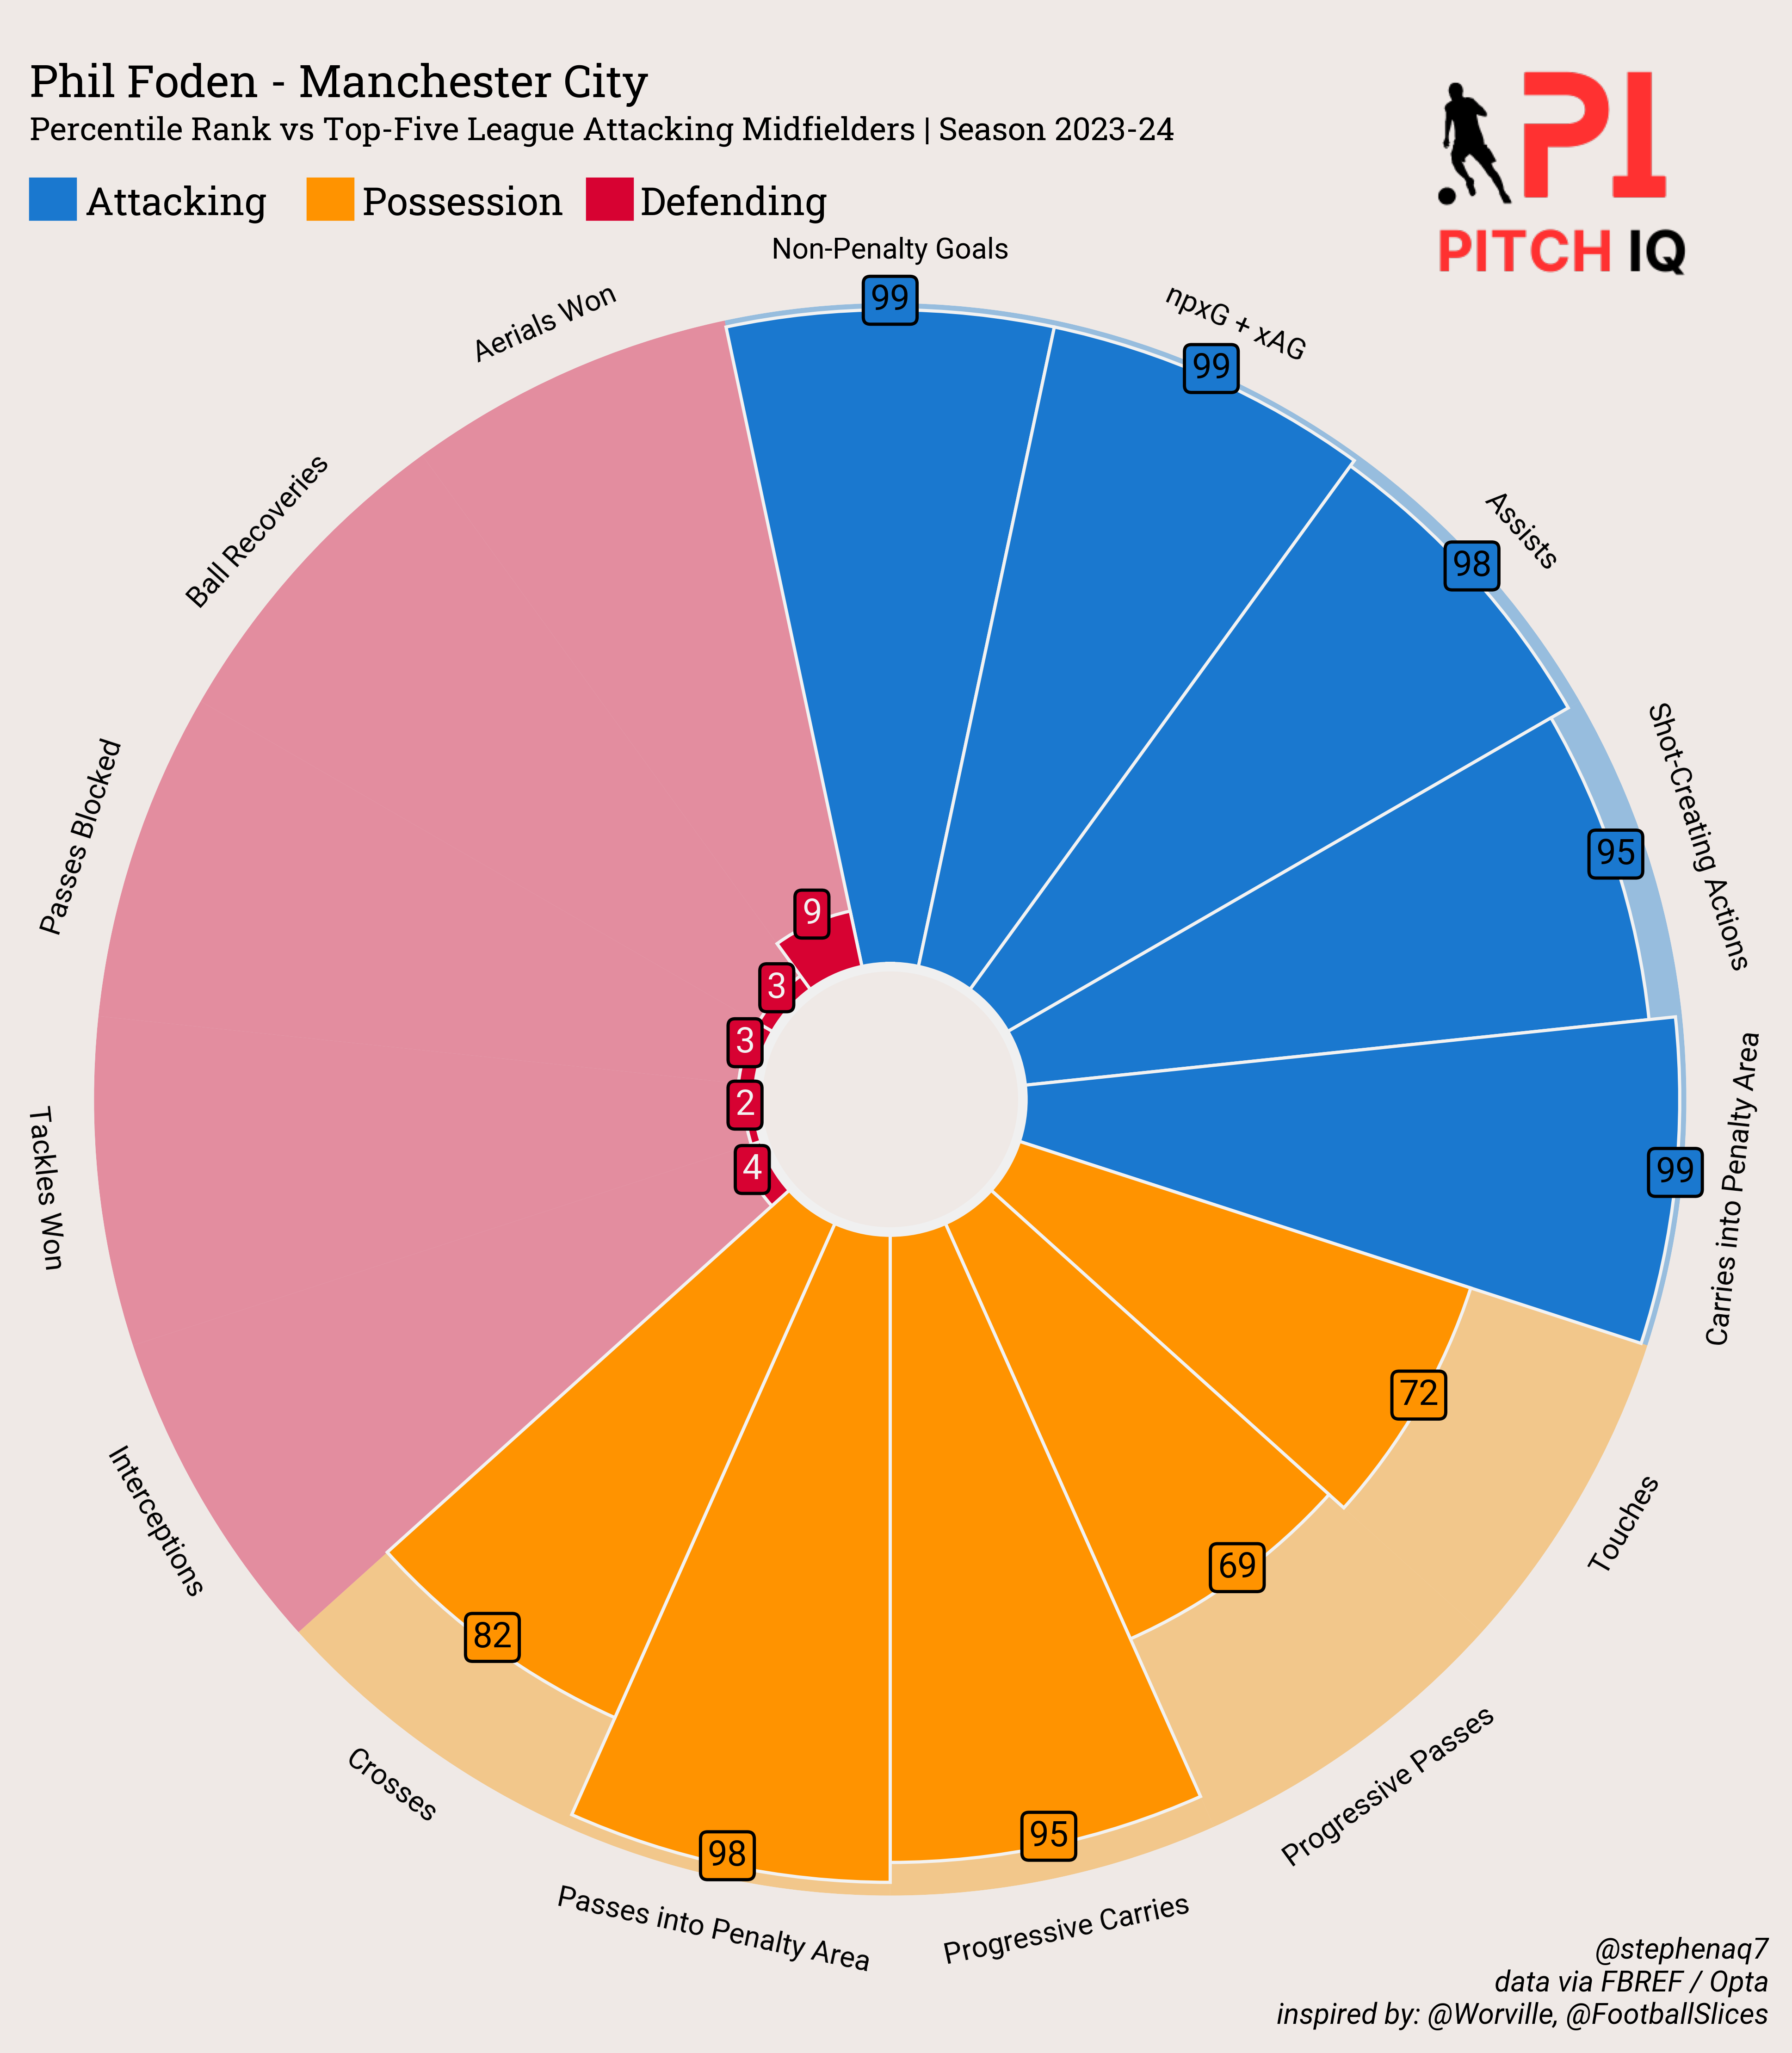 Phil Foden - Manchester City
Percentile Rank vs Top-Five League Attacking Midfielders | Season 2023-24
Attacking Possession Defending
PI
PITCH IQ
Non-Penalty Goals
99
npxG + xAG
99
Assists
98
Shot-Creating Actions
95
Carries into Penalty Area
99
Touches
72
Progressive Passes
69
Progressive Carries
95
Passes into Penalty Area
98
Crosses
82
Interceptions
4
Tackles Won
2
Passes Blocked
3
Ball Recoveries
3
Aerials Won
9
@stephenaq7
data via FBREF / Opta
inspired by: @Worville, @FootballSlices